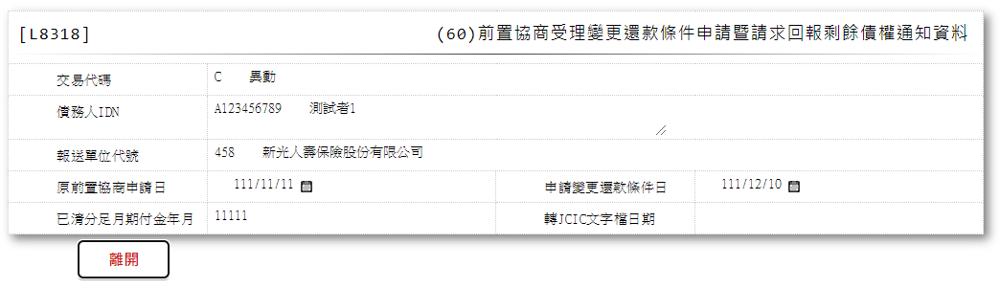 [L8318] (60)前置協商受理變更還款條件申請暨請求回報剩餘債權通知資料
交易代碼 C 異動
債務人IDN A123456789 測試者1
報送單位代號 458 新光人壽保險股份有限公司
原前置協商申請日 111/11/11 申請變更還款條件日 111/12/10
已清分足月期付金年月 11111 轉JCIC文字檔日期
離開